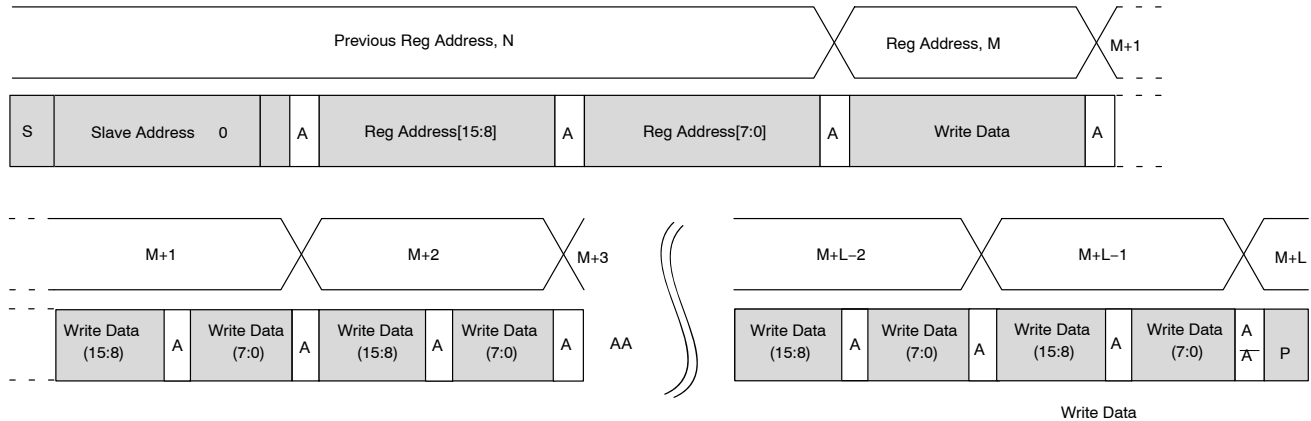 Previous Reg Address, N
Reg Address, M
M+1
S
Slave Address 0
A
Reg Address[15:8]
A
Reg Address[7:0]
A
Write Data
A
M+1
M+2
M+3
M+L−2
M+L−1
M+L
Write Data
(15:8)
A
Write Data
(7:0)
A
Write Data
(15:8)
A
Write Data
(7:0)
A
AA
Write Data
(15:8)
A
Write Data
(7:0)
A
Write Data
(15:8)
A
Write Data
(7:0)
A
A̅
P
Write Data